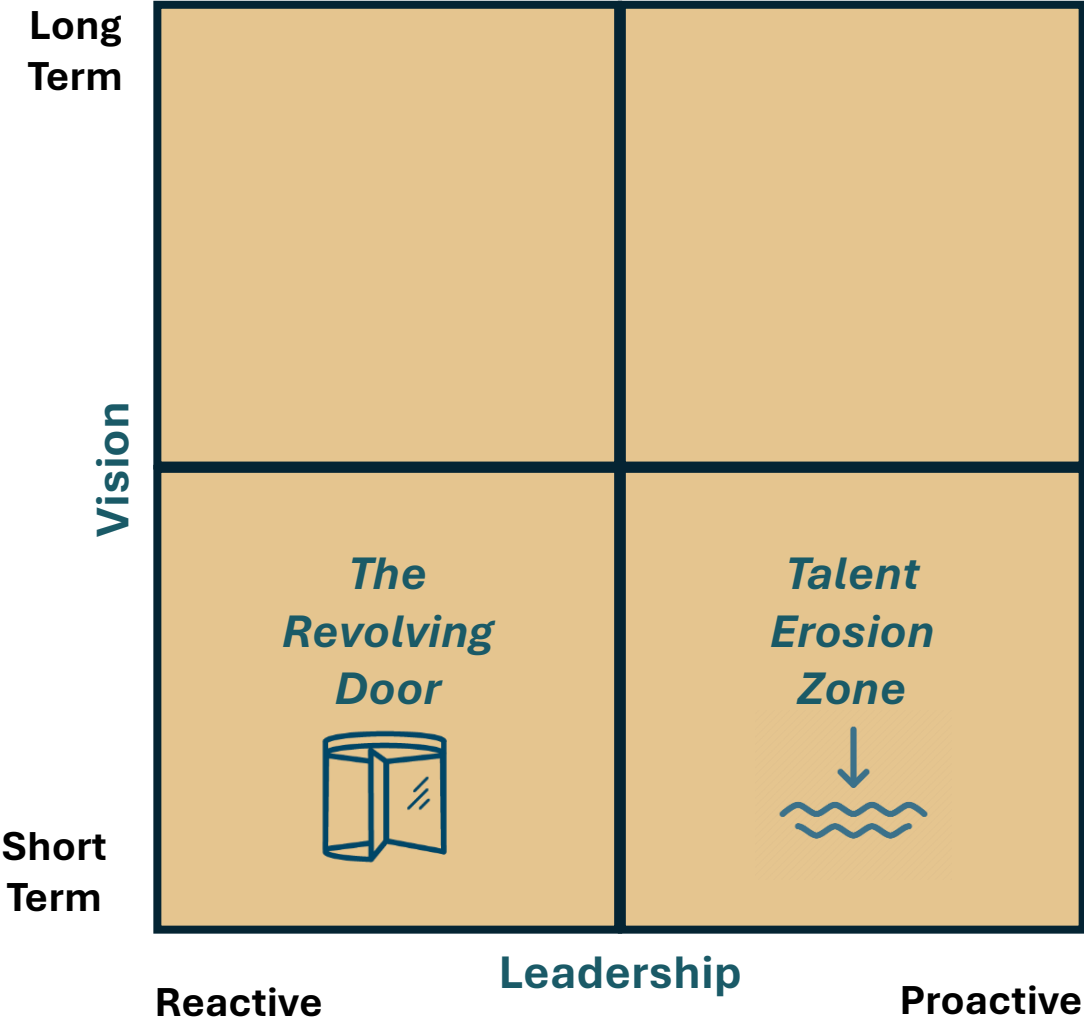 Long
Term
Vision
The
Revolving
Door
Talent
Erosion
Zone
Short
Term
Leadership
Reactive
Proactive